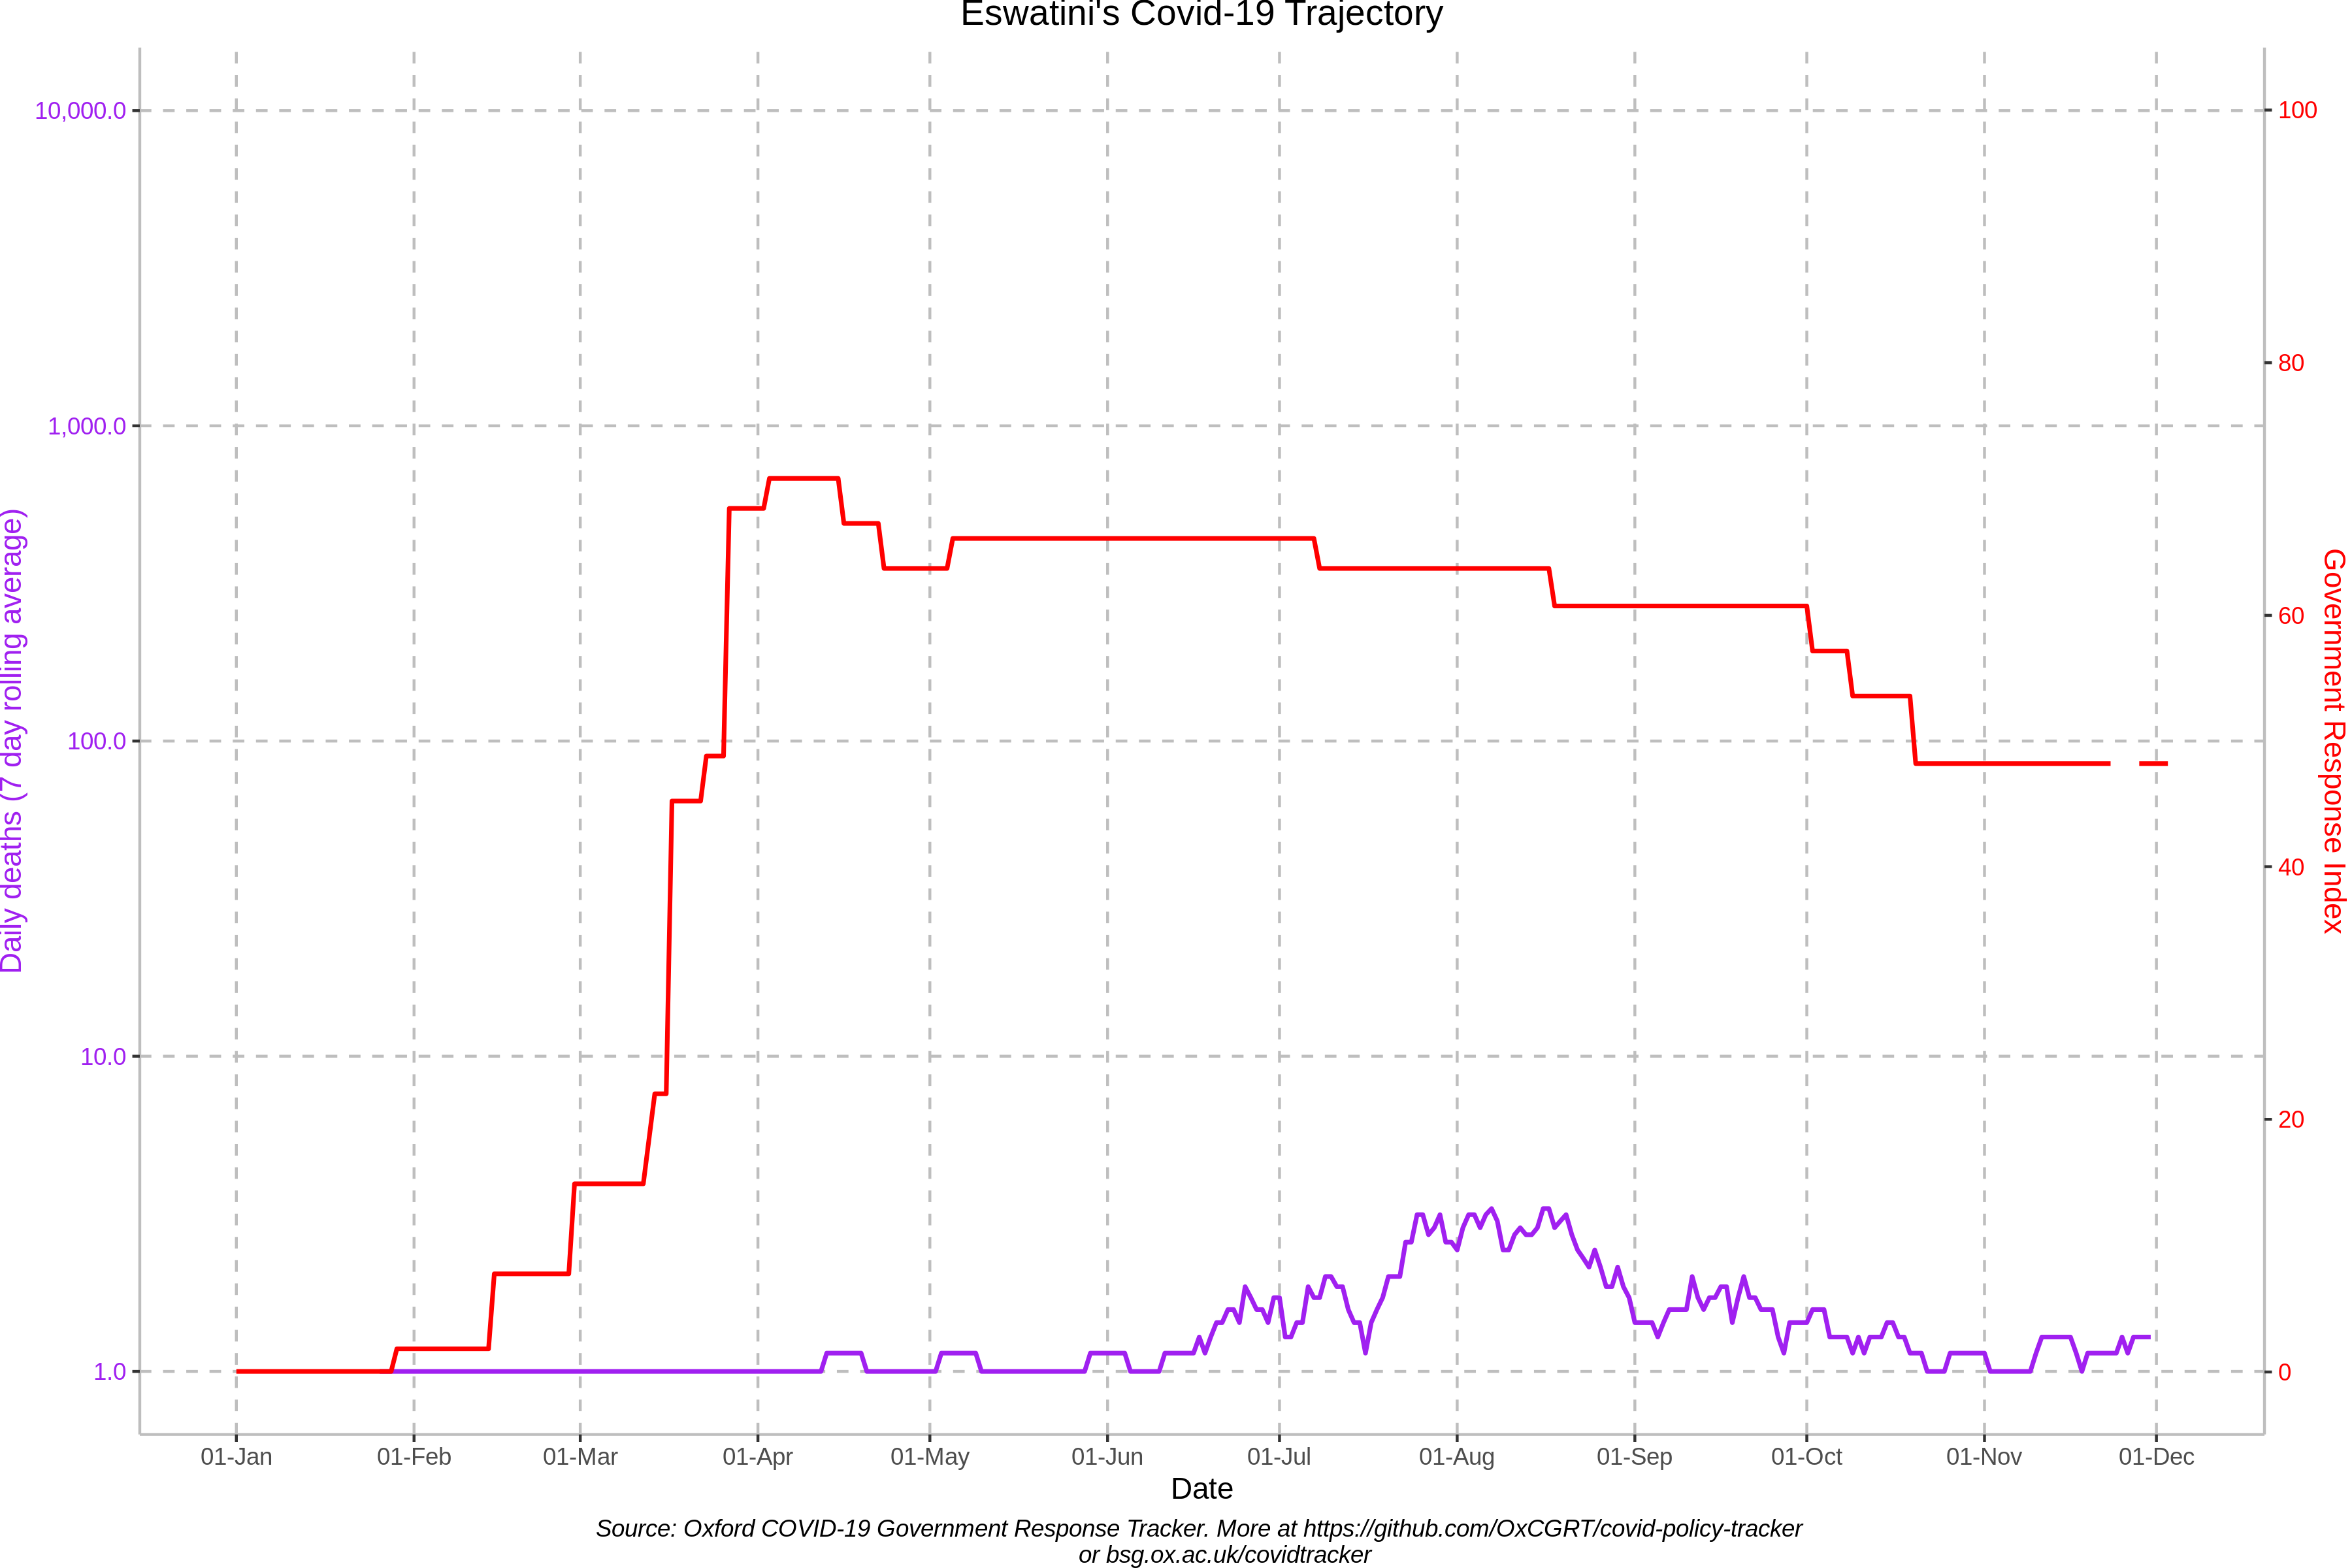 Eswatini's Covid-19 Trajectory
10,000.0
1,000.0
100.0
10.0
1.0
Daily deaths (7 day rolling average)
100
80
60
40
20
0
Government Response Index
01-Jan 01-Feb 01-Mar 01-Apr 01-May 01-Jun 01-Jul 01-Aug 01-Sep 01-Oct 01-Nov 01-Dec
Date
Source: Oxford COVID-19 Government Response Tracker. More at https://github.com/OxCGRT/covid-policy-tracker
or bsg.ox.ac.uk/covidtracker